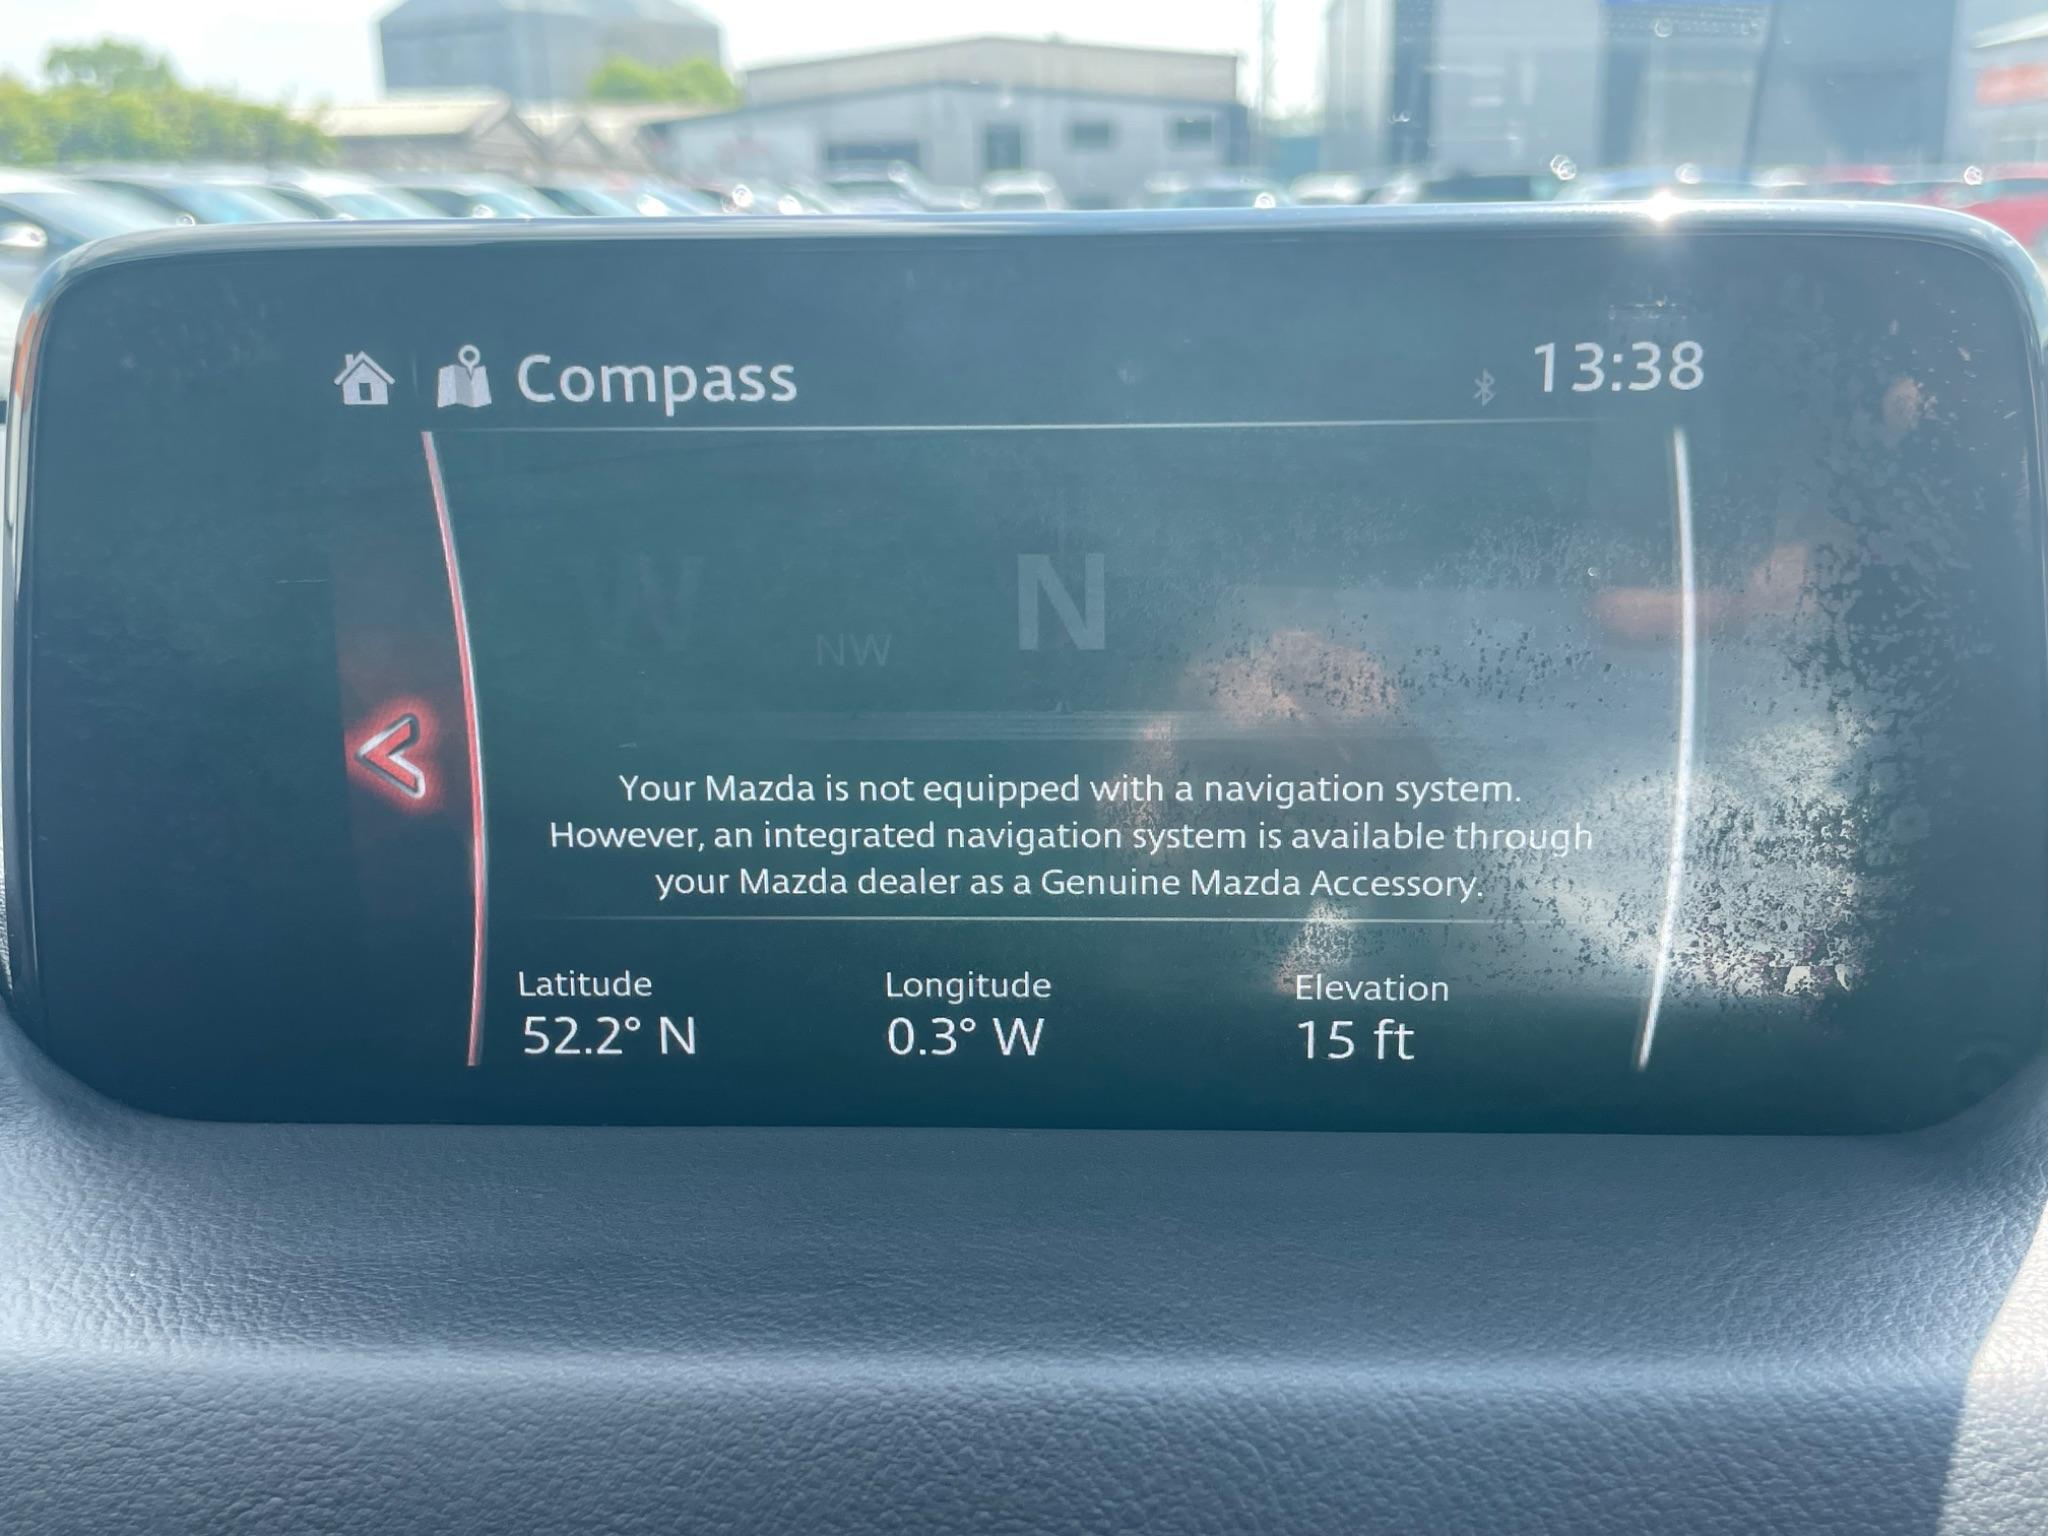 Compass
13:38
W NW N
Your Mazda is not equipped with a navigation system.
However, an integrated navigation system is available through
your Mazda dealer as a Genuine Mazda Accessory.
Latitude Longitude Elevation
52.2° N 0.3° W 15 ft